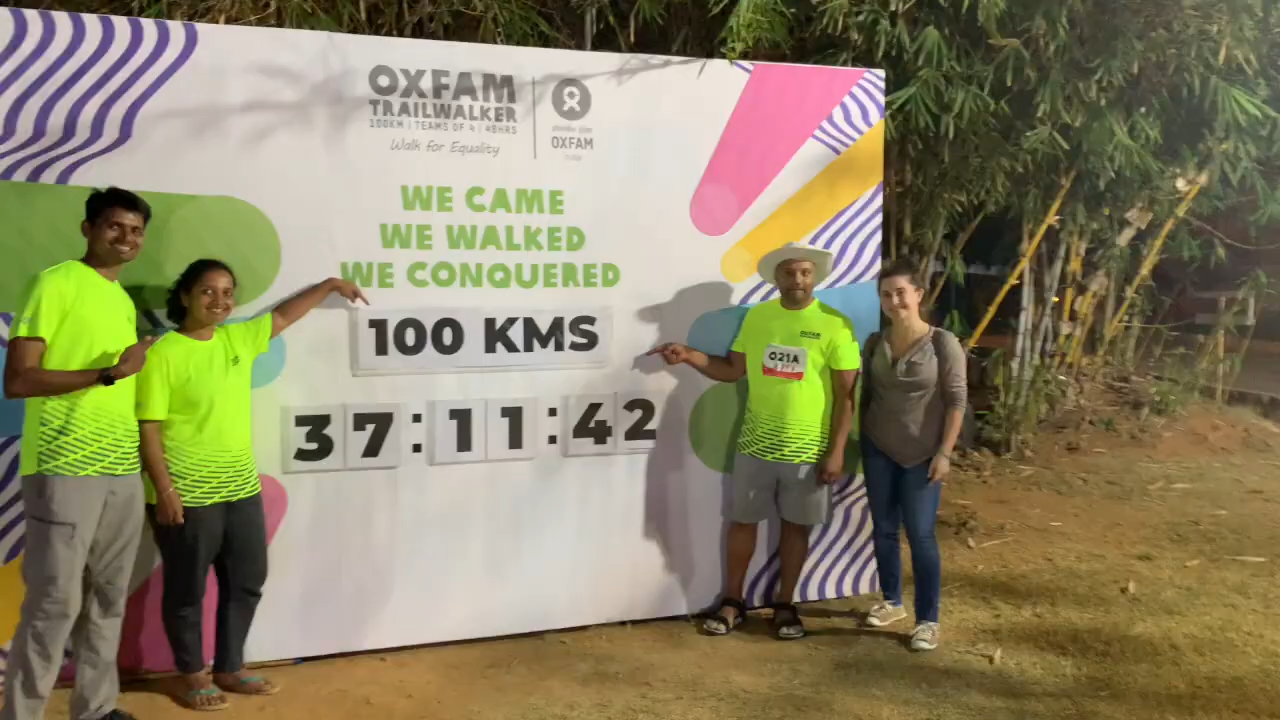 OXFAM
TRAILWALKER
100KM | TEAMS OF 4 | 48HRS
Walk for Equality
OXFAM
WE CAME
WE WALKED
WE CONQUERED
100 KMS
37:11:42
OXFAM
021A